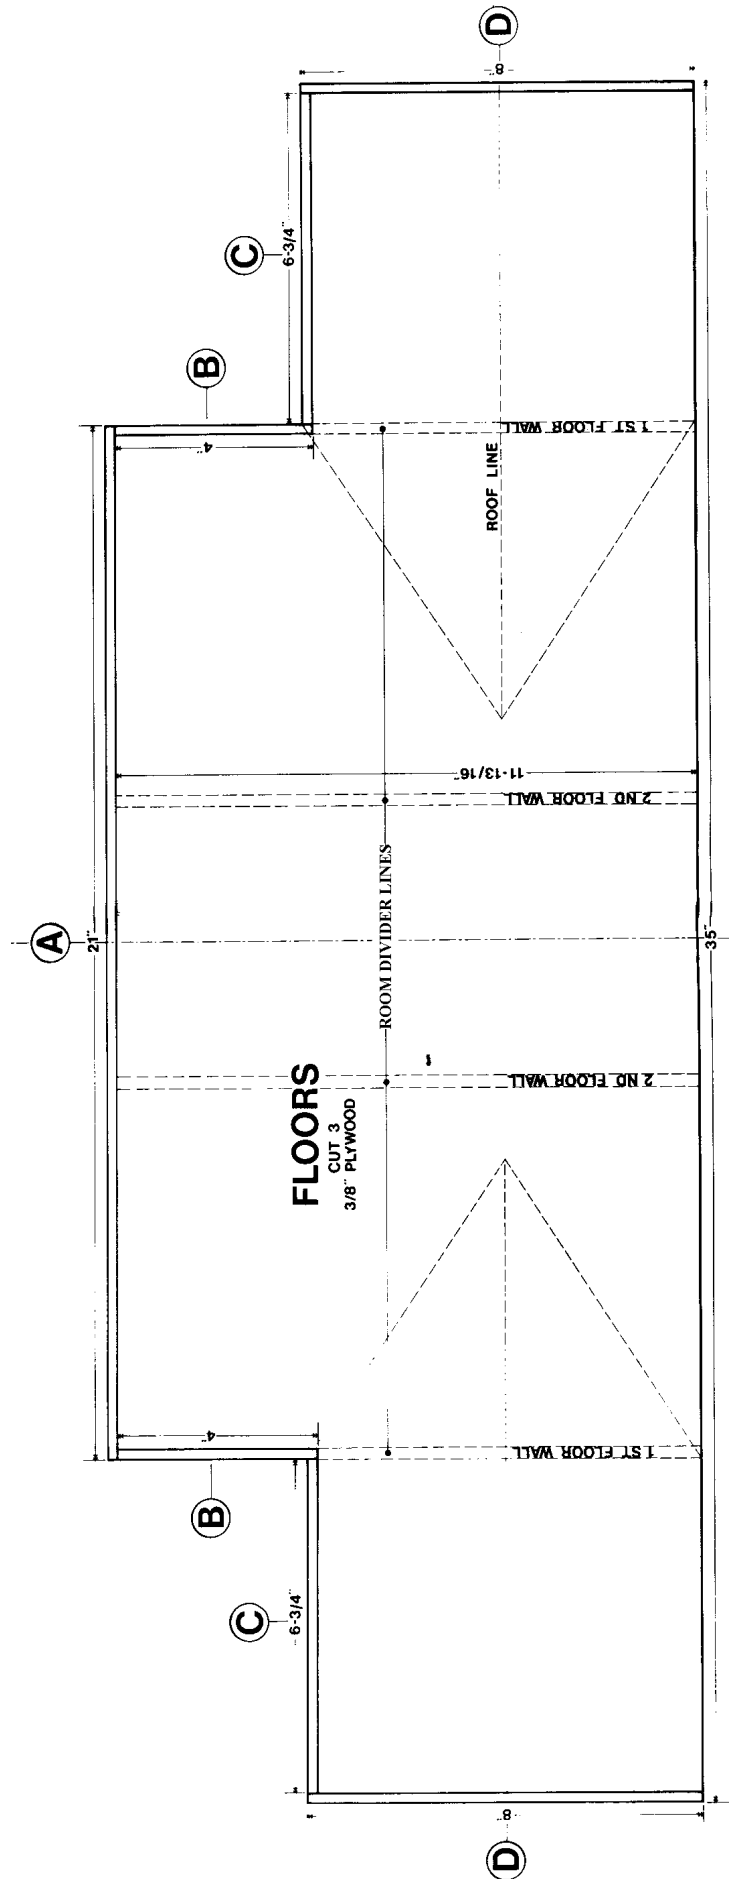 D
8"
C
6-3/4"
B
4"
1 ST FLOOR WALL
ROOF LINE
11-13/16"
2 ND FLOOR WALL
A
21"
ROOM DIVIDER LINES
35"
2 ND FLOOR WALL
FLOORS
CUT 3
3/8" PLYWOOD
4"
1 ST FLOOR WALL
B
C
6-3/4"
8"
D